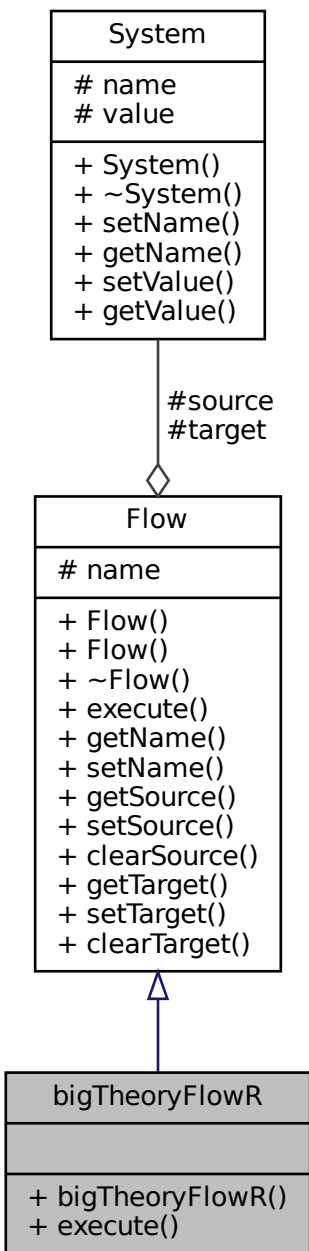 System
# name
# value
+ System()
+ ~System()
+ setName()
+ getName()
+ setValue()
+ getValue()
#source
#target
Flow
# name
+ Flow()
+ Flow()
+ ~Flow()
+ execute()
+ getName()
+ setName()
+ getSource()
+ setSource()
+ clearSource()
+ getTarget()
+ setTarget()
+ clearTarget()
bigTheoryFlowR
+ bigTheoryFlowR()
+ execute()